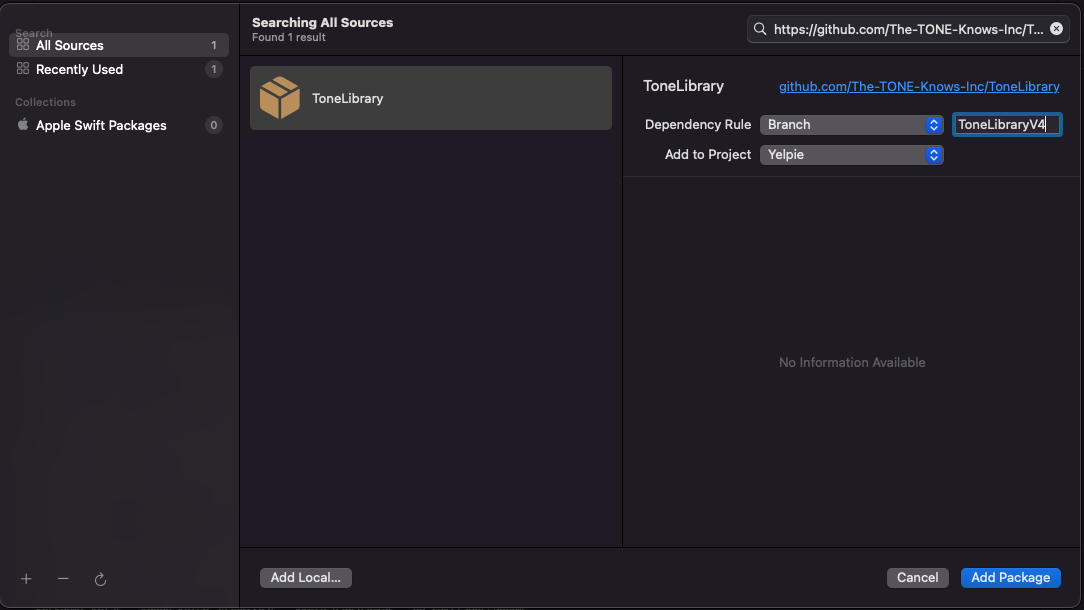 Search
All Sources 1
Recently Used 1
Collections
Apple Swift Packages 0
Searching All Sources
Found 1 result
https://github.com/The-TONE-Knows-Inc/T...
ToneLibrary
ToneLibrary github.com/The-TONE-Knows-Inc/ToneLibrary
Dependency Rule Branch ToneLibraryV4
Add to Project Yelpie
No Information Available
Add Local...
Cancel
Add Package